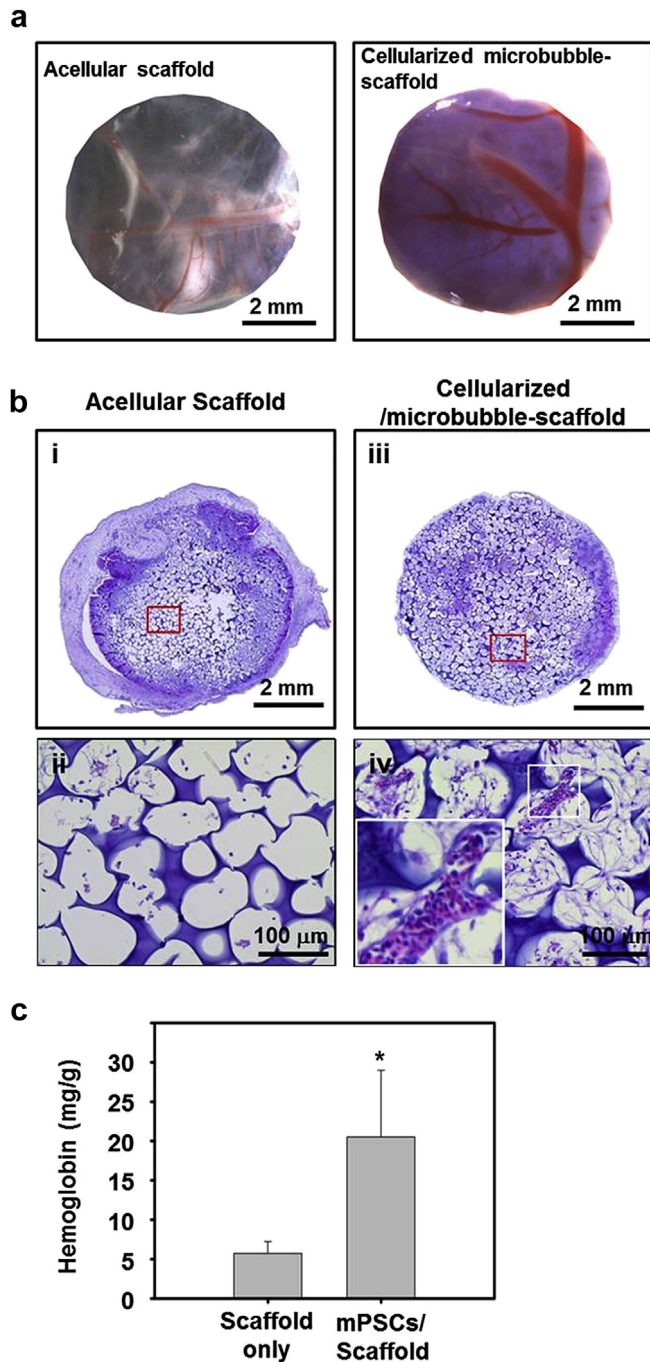 a
Acellular scaffold
2 mm
Cellularized microbubble-
scaffold
2 mm
b
Acellular Scaffold
Cellularized
/microbubble-scaffold
i
2 mm
iii
2 mm
ii
100 μm
iv
100 μm
c
Hemoglobin (mg/g)
30
25
20
15
10
5
0
*
Scaffold
only
mPSCs/
Scaffold